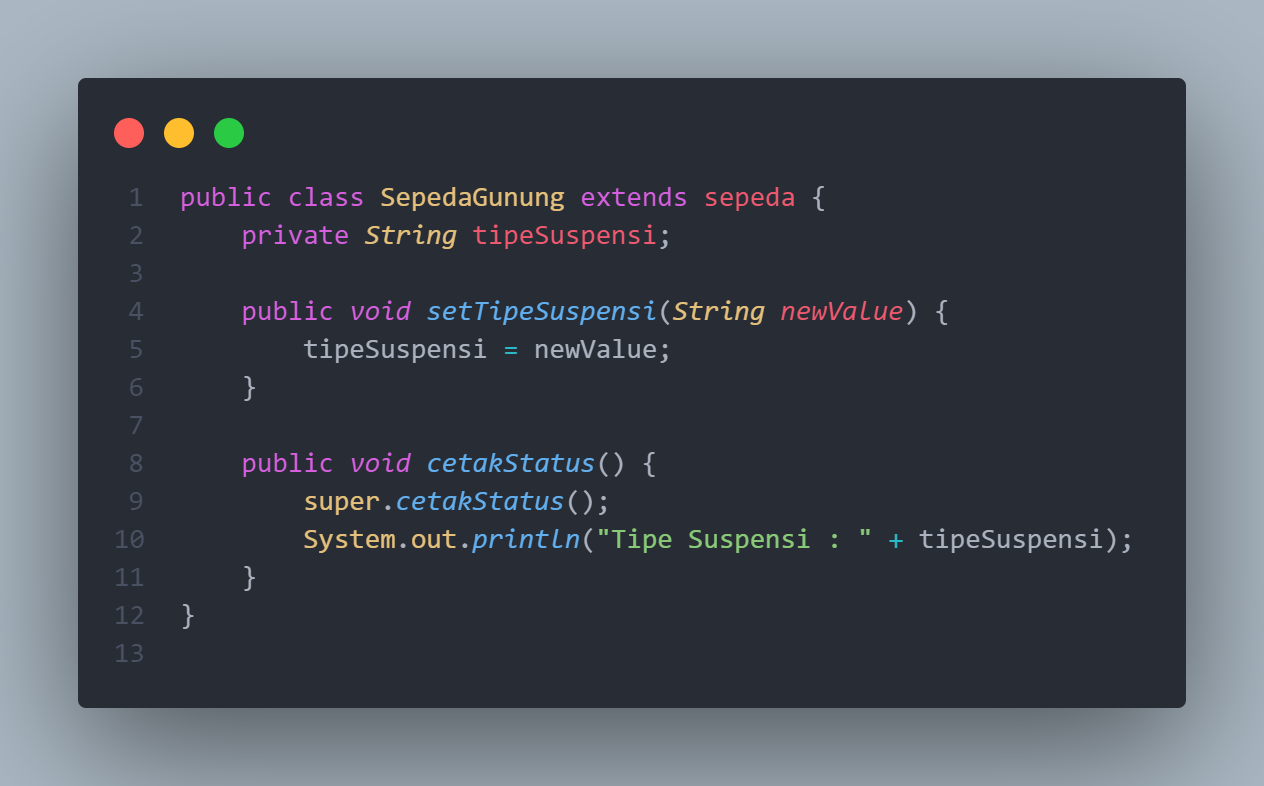 1 public class SepedaGunung extends sepeda {
2     private String tipeSuspensi;
3
4     public void setTipeSuspensi(String newValue) {
5         tipeSuspensi = newValue;
6     }
7
8     public void cetakStatus() {
9         super.cetakStatus();
10         System.out.println("Tipe Suspensi : " + tipeSuspensi);
11     }
12 }
13